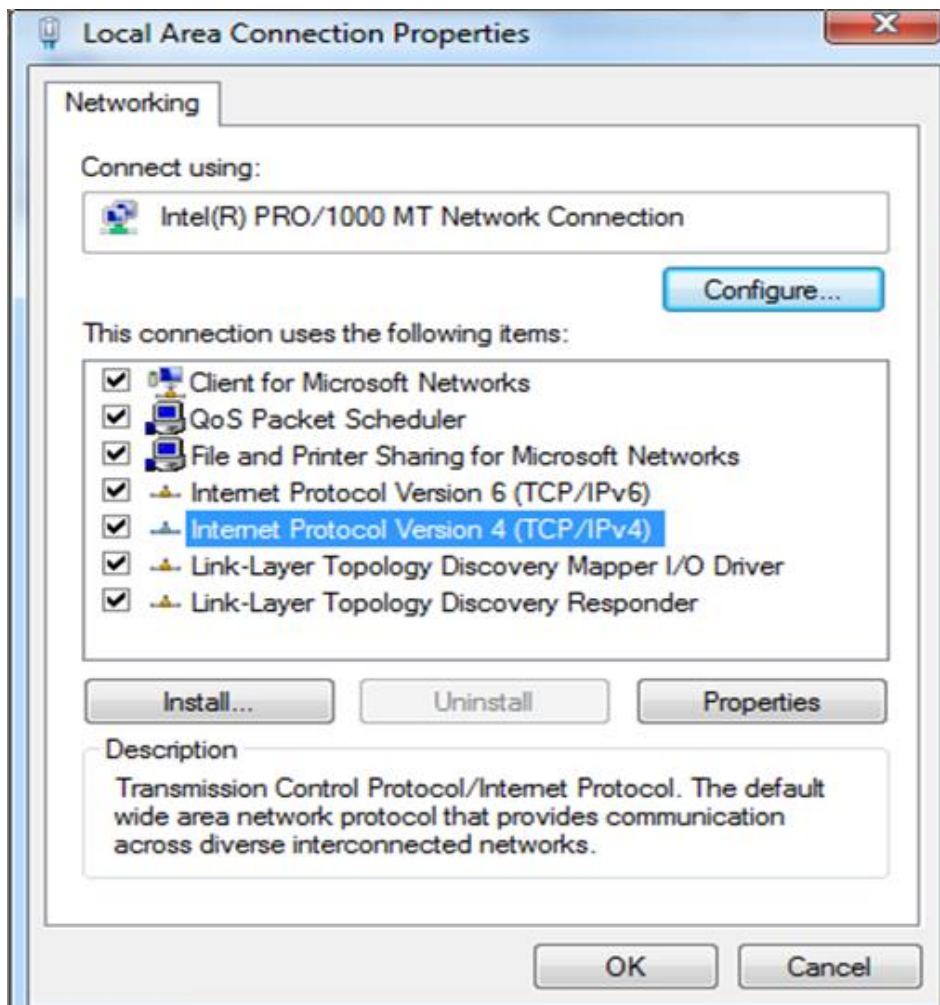 Local Area Connection Properties
Networking
Connect using:
Intel(R) PRO/1000 MT Network Connection
Configure...
This connection uses the following items:
Client for Microsoft Networks
QoS Packet Scheduler
File and Printer Sharing for Microsoft Networks
Internet Protocol Version 6 (TCP/IPv6)
Internet Protocol Version 4 (TCP/IPv4)
Link-Layer Topology Discovery Mapper I/O Driver
Link-Layer Topology Discovery Responder
Install... Uninstall Properties
Description
Transmission Control Protocol/Internet Protocol. The default
wide area network protocol that provides communication
across diverse interconnected networks.
OK Cancel